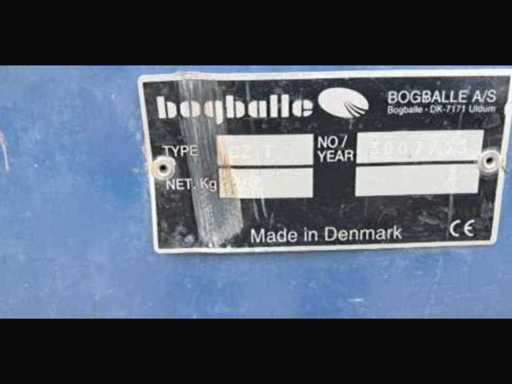 bogballe
BOGBALLE A/S
Bogballe · DK-7171 Uldum
TYPE
NO/
YEAR
NET. Kg
Made in Denmark
CE